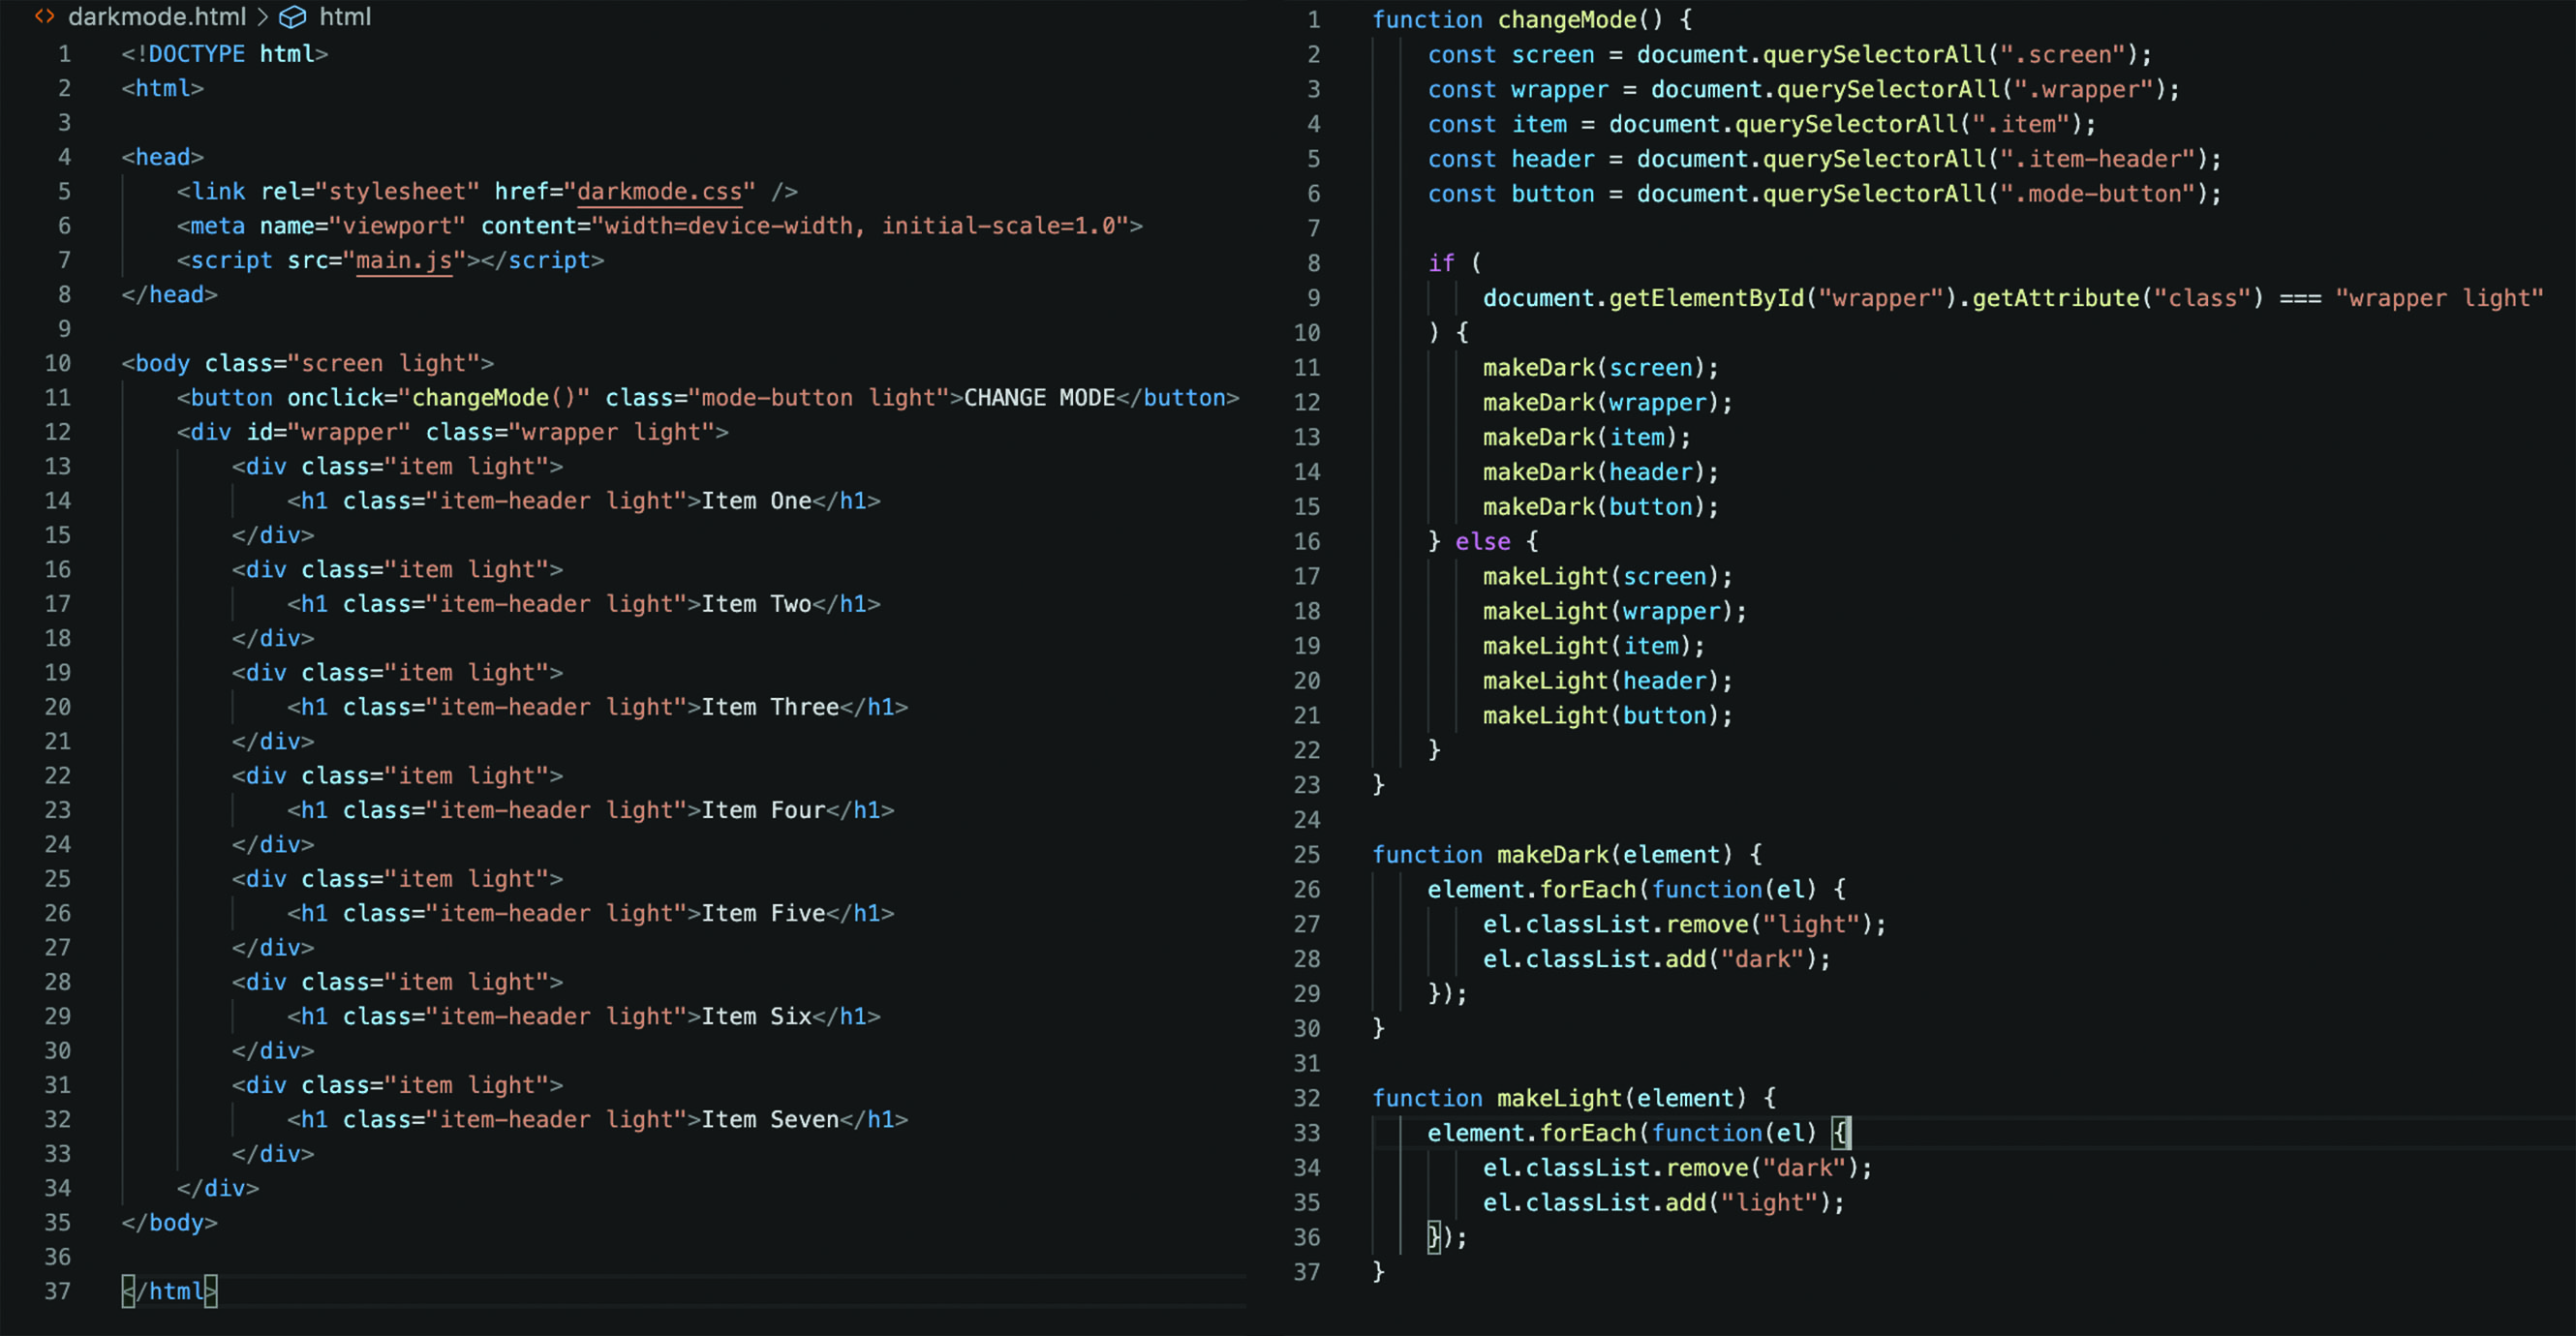 darkmode.html > html
1 <!DOCTYPE html>
2 <html>
3
4 <head>
5     <link rel="stylesheet" href="darkmode.css" />
6     <meta name="viewport" content="width=device-width, initial-scale=1.0">
7     <script src="main.js"></script>
8 </head>
9
10 <body class="screen light">
11     <button onclick="changeMode()" class="mode-button light">CHANGE MODE</button>
12     <div id="wrapper" class="wrapper light">
13         <div class="item light">
14             <h1 class="item-header light">Item One</h1>
15         </div>
16         <div class="item light">
17             <h1 class="item-header light">Item Two</h1>
18         </div>
19         <div class="item light">
20             <h1 class="item-header light">Item Three</h1>
21         </div>
22         <div class="item light">
23             <h1 class="item-header light">Item Four</h1>
24         </div>
25         <div class="item light">
26             <h1 class="item-header light">Item Five</h1>
27         </div>
28         <div class="item light">
29             <h1 class="item-header light">Item Six</h1>
30         </div>
31         <div class="item light">
32             <h1 class="item-header light">Item Seven</h1>
33         </div>
34     </div>
35 </body>
36
37 </html>
1 function changeMode() {
2     const screen = document.querySelectorAll(".screen");
3     const wrapper = document.querySelectorAll(".wrapper");
4     const item = document.querySelectorAll(".item");
5     const header = document.querySelectorAll(".item-header");
6     const button = document.querySelectorAll(".mode-button");
7
8     if (
9         document.getElementById("wrapper").getAttribute("class") === "wrapper light"
10     ) {
11         makeDark(screen);
12         makeDark(wrapper);
13         makeDark(item);
14         makeDark(header);
15         makeDark(button);
16     } else {
17         makeLight(screen);
18         makeLight(wrapper);
19         makeLight(item);
20         makeLight(header);
21         makeLight(button);
22     }
23 }
24
25 function makeDark(element) {
26     element.forEach(function(el) {
27         el.classList.remove("light");
28         el.classList.add("dark");
29     });
30 }
31
32 function makeLight(element) {
33     element.forEach(function(el) {
34         el.classList.remove("dark");
35         el.classList.add("light");
36     });
37 }